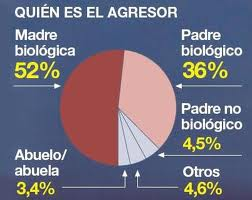 QUIÉN ES EL AGRESOR
Madre
biológica
52%
Padre
biológico
36%
Padre no
biológico
4,5%
Abuelo/
abuela
3,4%
Otros
4,6%